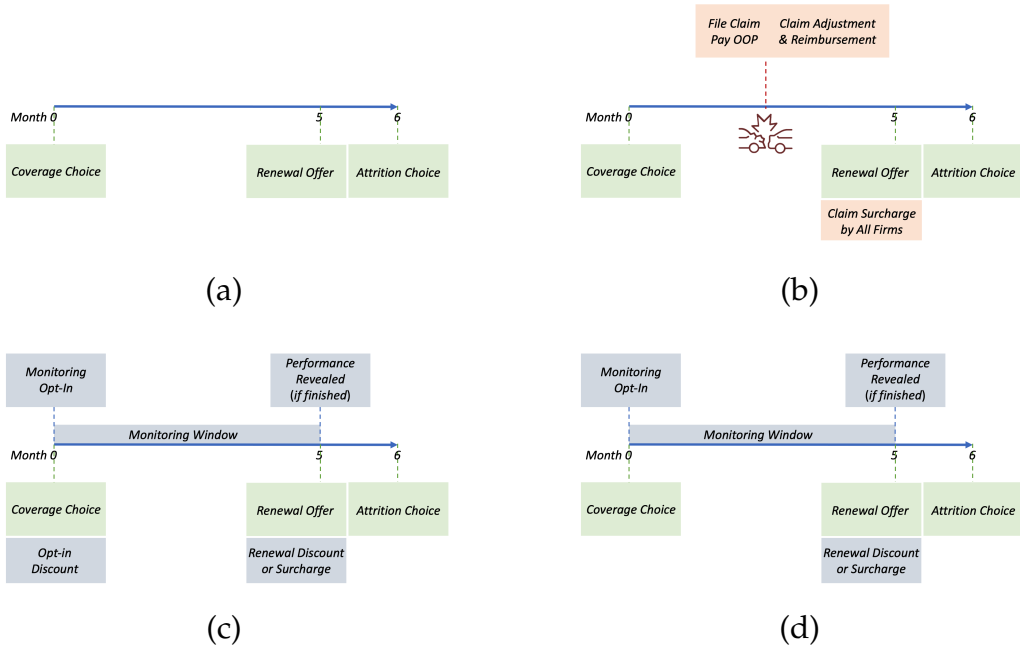 Month 0
5
6
Coverage Choice
Renewal Offer
Attrition Choice
(a)
File Claim
Pay OOP
Claim Adjustment
& Reimbursement
Month 0
5
6
Coverage Choice
Renewal Offer
Attrition Choice
Claim Surcharge
by All Firms
(b)
Monitoring
Opt-In
Performance
Revealed
(if finished)
Monitoring Window
Month 0
5
6
Coverage Choice
Renewal Offer
Attrition Choice
Opt-in
Discount
Renewal Discount
or Surcharge
(c)
Monitoring
Opt-In
Performance
Revealed
(if finished)
Monitoring Window
Month 0
5
6
Coverage Choice
Renewal Offer
Attrition Choice
Renewal Discount
or Surcharge
(d)